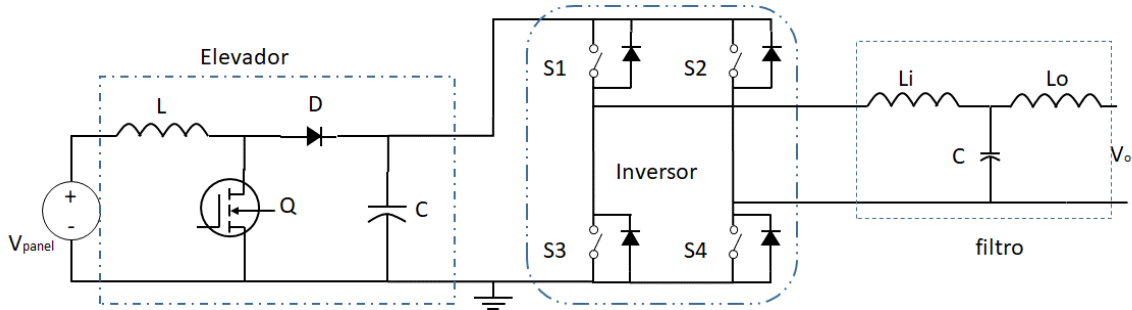 Elevador
L
D
Q
C
+
-
Vpanel
S1
S2
Inversor
S3
S4
Li
Lo
C
Vo
filtro